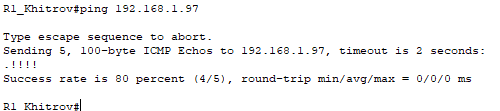 R1_Khitrov#ping 192.168.1.97
Type escape sequence to abort.
Sending 5, 100-byte ICMP Echos to 192.168.1.97, timeout is 2 seconds:
.!!!!
Success rate is 80 percent (4/5), round-trip min/avg/max = 0/0/0 ms
R1_Khitrov#